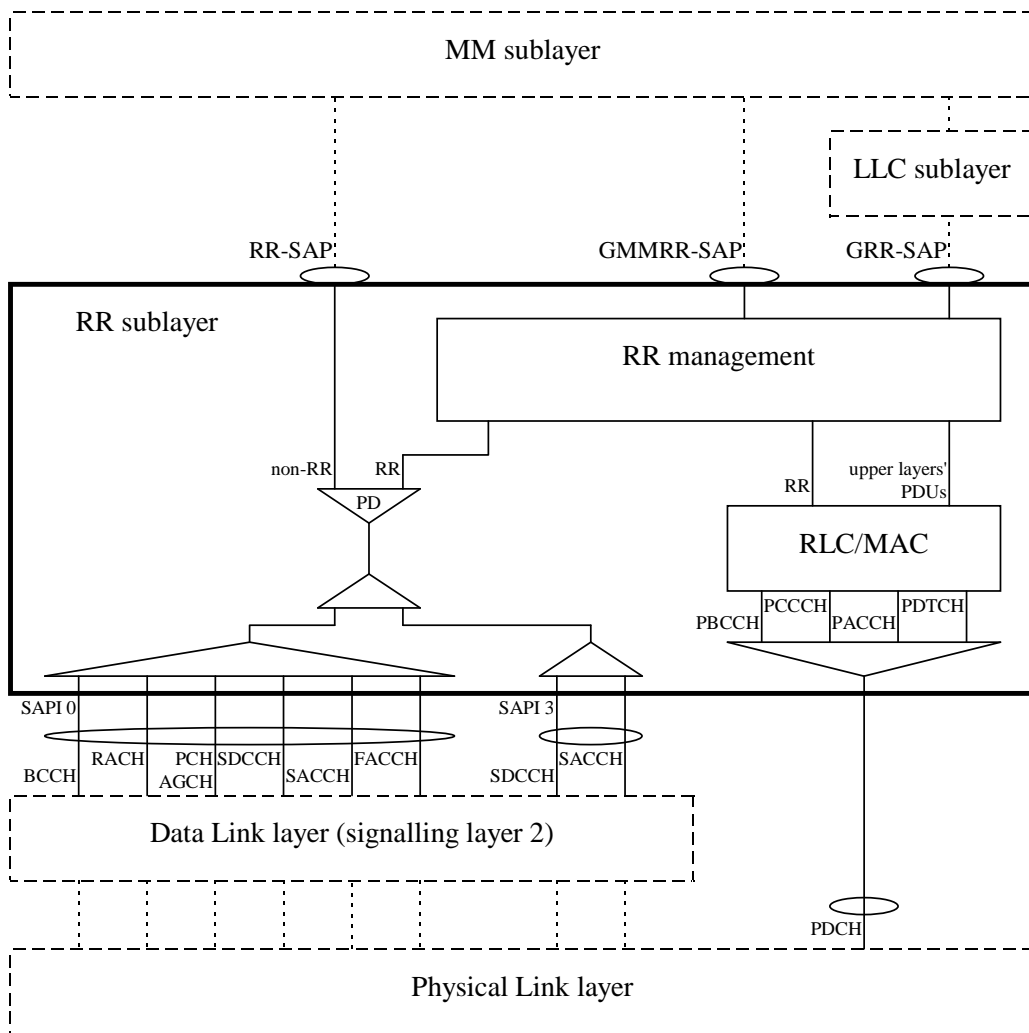 MM sublayer
LLC sublayer
RR-SAP
GMMRR-SAP
GRR-SAP
RR sublayer
RR management
non-RR
RR
PD
RR
upper layers'
PDUs
RLC/MAC
PBCCH
PCCCH
PACCH
PDTCH
SAPI 0
SAPI 3
BCCH
RACH
PCH
AGCH
SDCCH
SACCH
FACCH
SDCCH
SACCH
Data Link layer (signalling layer 2)
PDCH
Physical Link layer